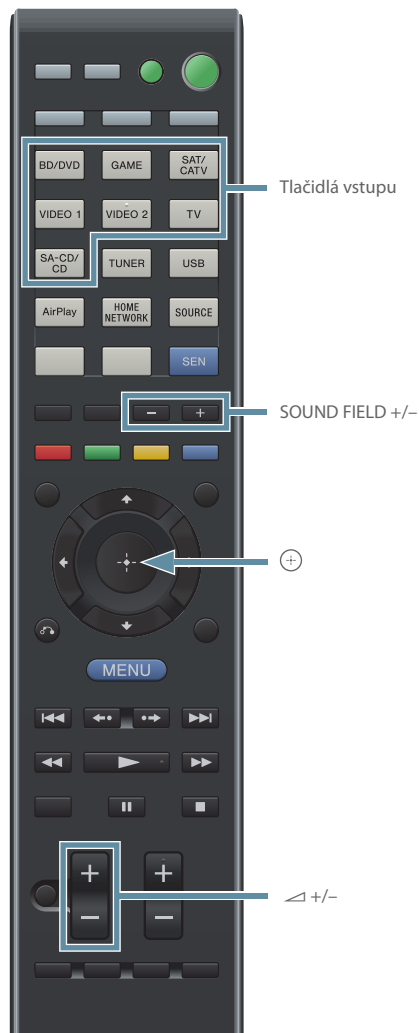 BD/DVD GAME SAT/
CATV
Tlačidlá vstupu
VIDEO 1 VIDEO 2 TV
SA-CD/
CD TUNER USB
AirPlay HOME
NETWORK SOURCE
SEN
− +
SOUND FIELD +/–
MENU
+ +
− −
+/–